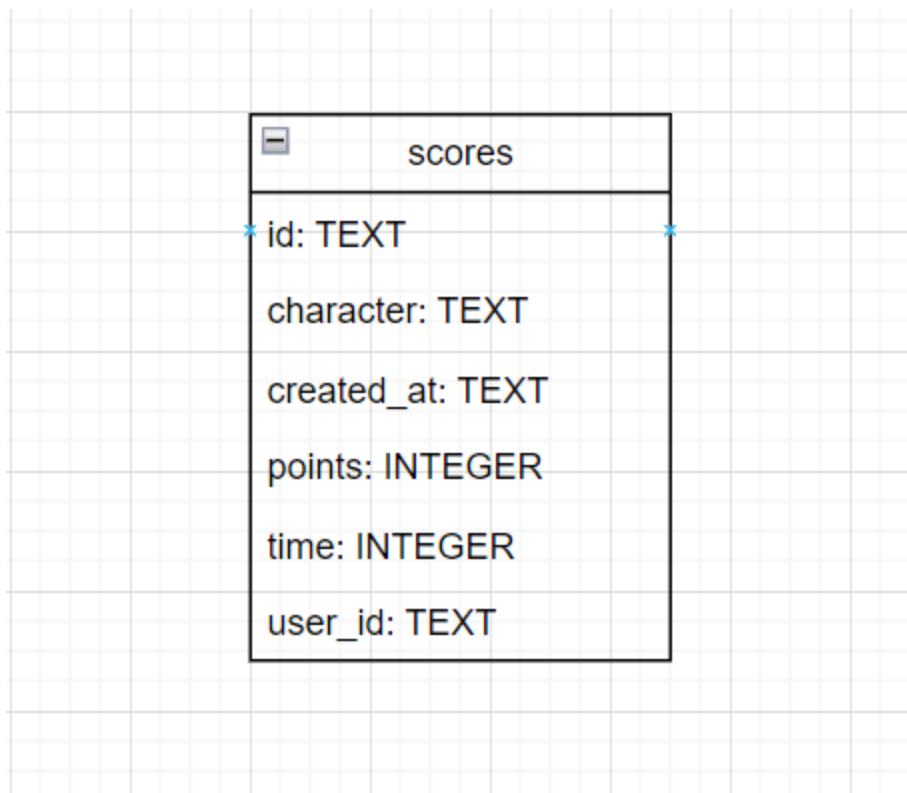 scores
id: TEXT
character: TEXT
created_at: TEXT
points: INTEGER
time: INTEGER
user_id: TEXT